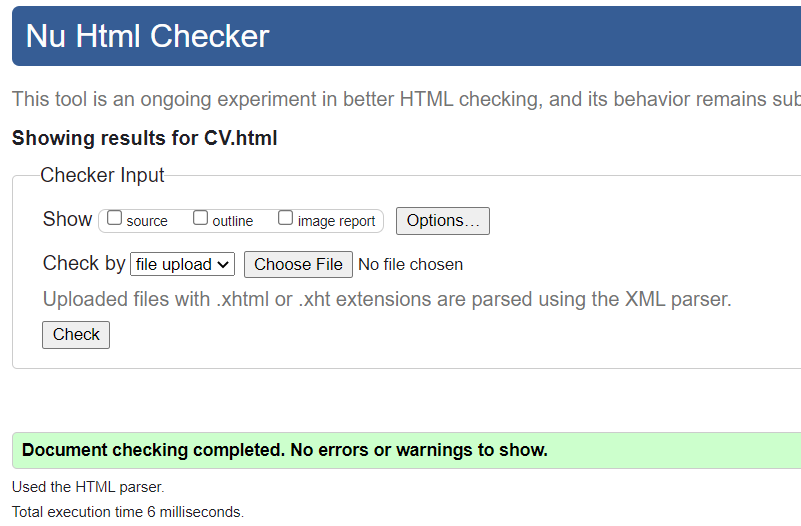 Nu Html Checker
This tool is an ongoing experiment in better HTML checking, and its behavior remains
Showing results for CV.html
Checker Input
Show source outline image report Options…
Check by file upload Choose File No file chosen
Uploaded files with .xhtml or .xht extensions are parsed using the XML parser.
Check
Document checking completed. No errors or warnings to show.
Used the HTML parser.
Total execution time 6 milliseconds.